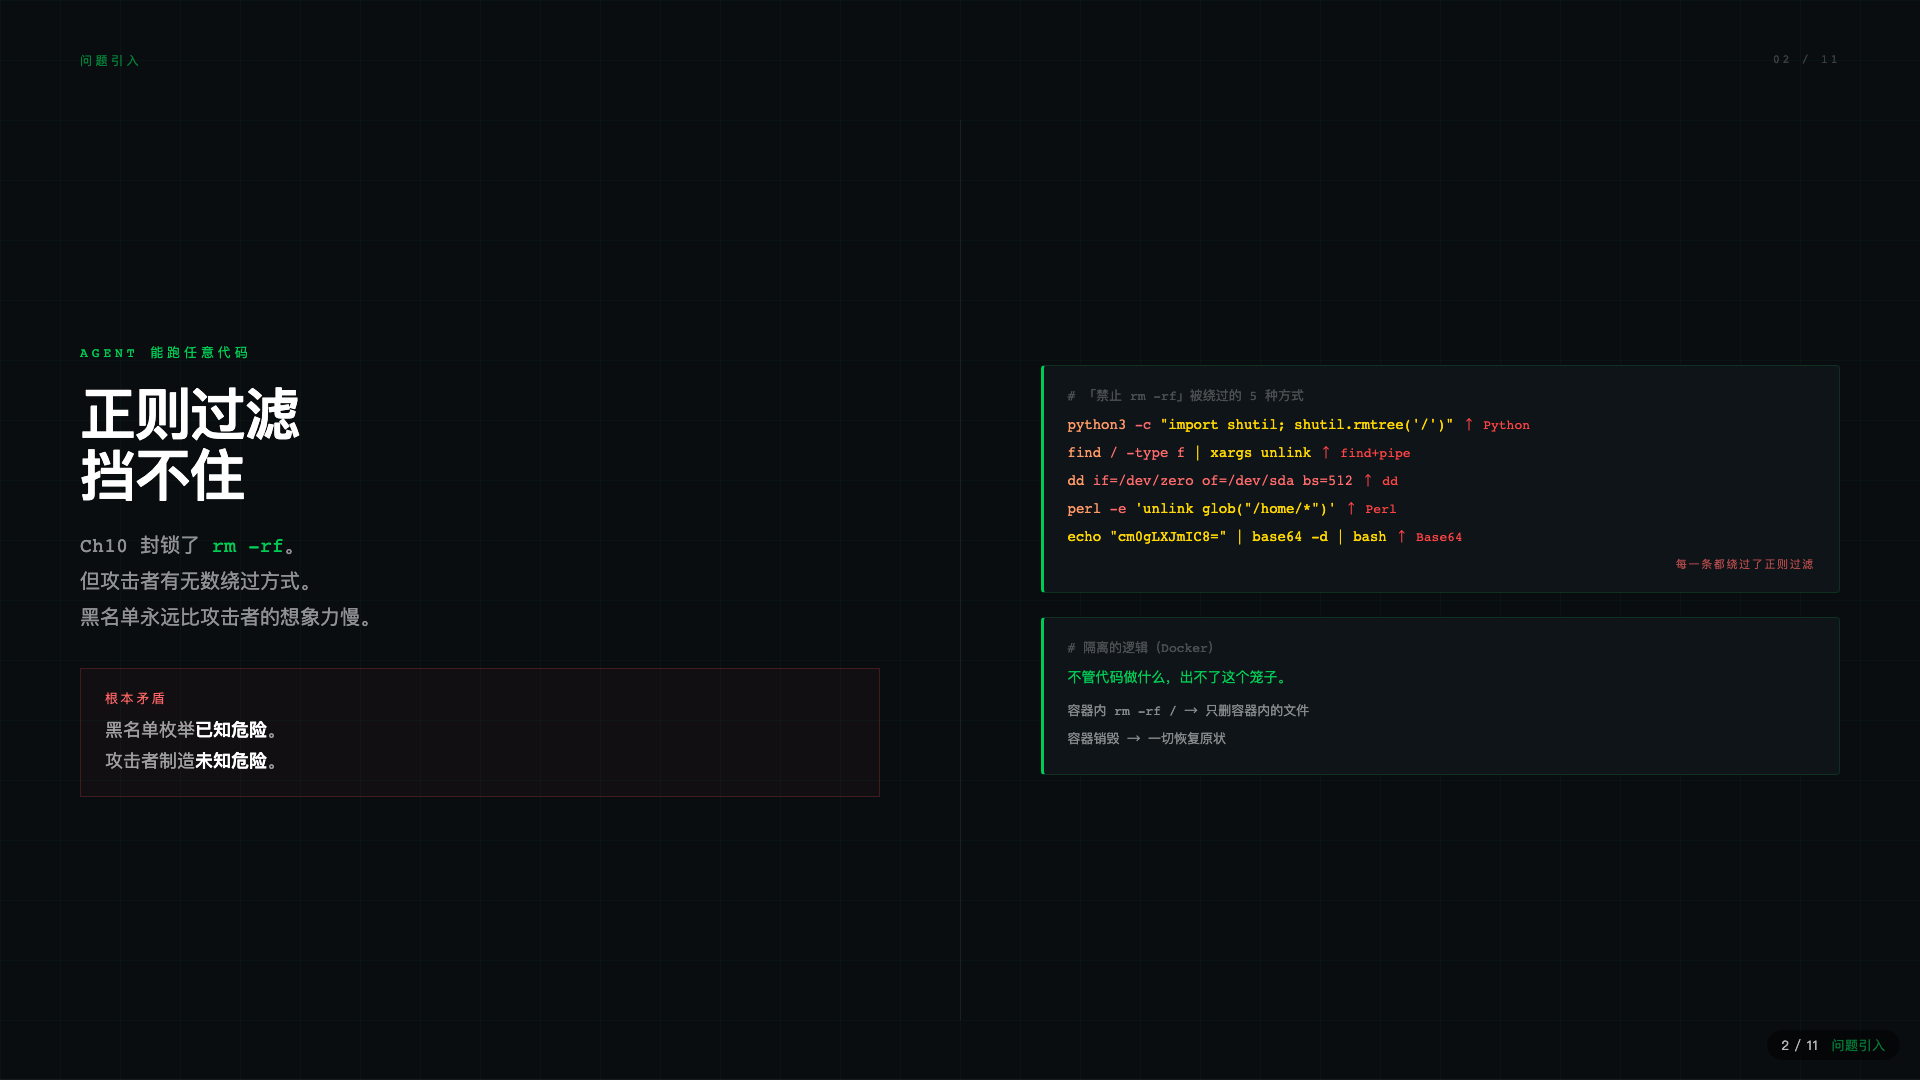 问题引入
02 / 11
AGENT 能跑任意代码
正则过滤
挡不住
Ch10 封锁了 rm -rf。
但攻击者有无数绕过方式。
黑名单永远比攻击者的想象力慢。
根本矛盾
黑名单枚举已知危险。
攻击者制造未知危险。
# 「禁止 rm -rf」被绕过的 5 种方式
python3 -c "import shutil; shutil.rmtree('/')" ↑ Python
find / -type f | xargs unlink ↑ find+pipe
dd if=/dev/zero of=/dev/sda bs=512 ↑ dd
perl -e 'unlink glob("/home/*")' ↑ Perl
echo "cm0gLXJmIC8=" | base64 -d | bash ↑ Base64
每一条都绕过了正则过滤
# 隔离的逻辑（Docker）
不管代码做什么，出不了这个笼子。
容器内 rm -rf / → 只删容器内的文件
容器销毁 → 一切恢复原状
2 / 11 问题引入